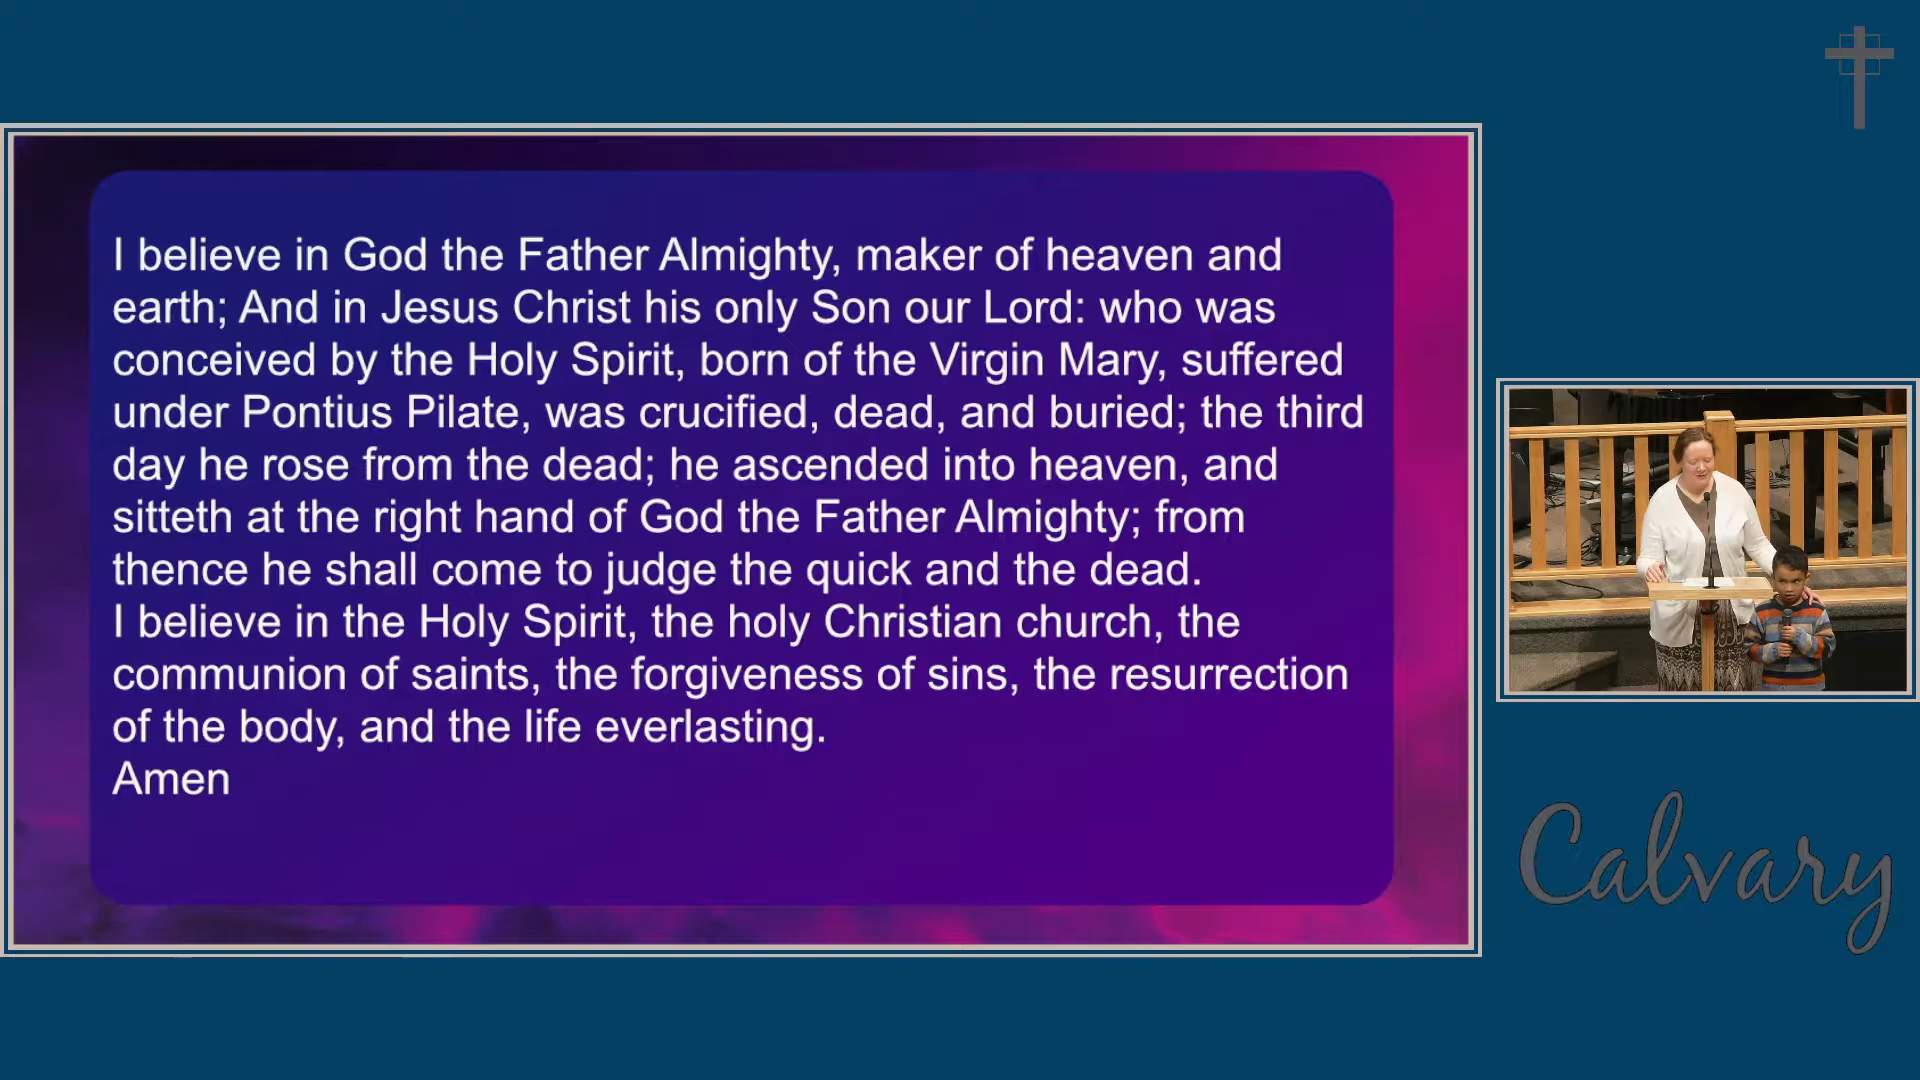 I believe in God the Father Almighty, maker of heaven and
earth; And in Jesus Christ his only Son our Lord: who was
conceived by the Holy Spirit, born of the Virgin Mary, suffered
under Pontius Pilate, was crucified, dead, and buried; the third
day he rose from the dead; he ascended into heaven, and
sitteth at the right hand of God the Father Almighty; from
thence he shall come to judge the quick and the dead.
I believe in the Holy Spirit, the holy Christian church, the
communion of saints, the forgiveness of sins, the resurrection
of the body, and the life everlasting.
Amen
Calvary